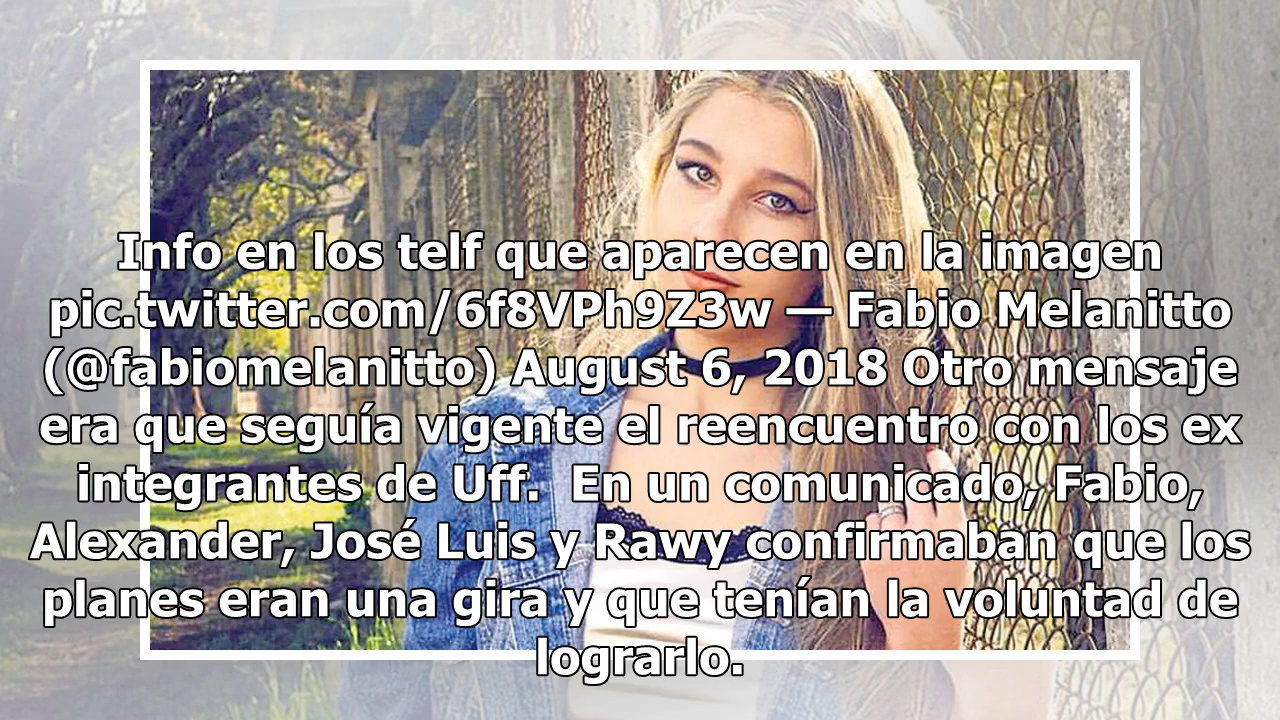 Info en los telf que aparecen en la imagen
pic.twitter.com/6f8VPh9Z3w — Fabio Melanitto
(@fabiomelanitto) August 6, 2018 Otro mensaje
era que seguía vigente el reencuentro con los ex
integrantes de Uff.  En un comunicado, Fabio,
Alexander, José Luis y Rawy confirmaban que los
planes eran una gira y que tenían la voluntad de
lograrlo.